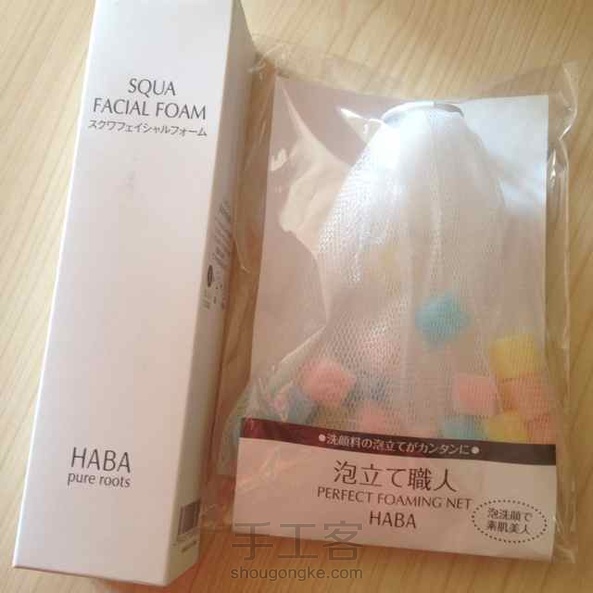 SQUA
FACIAL FOAM
スクワフェイシャルフォーム
HABA
pure roots
●洗顔料の泡立てがカンタンに●
泡立て職人
PERFECT FOAMING NET
HABA
泡洗顔で
素肌美人
手工客
shougongke.com